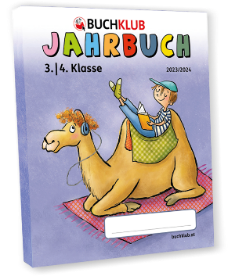 BUCHKLUB
JAHRBUCH
3.|4. Klasse
2023/2024
buchklub.at